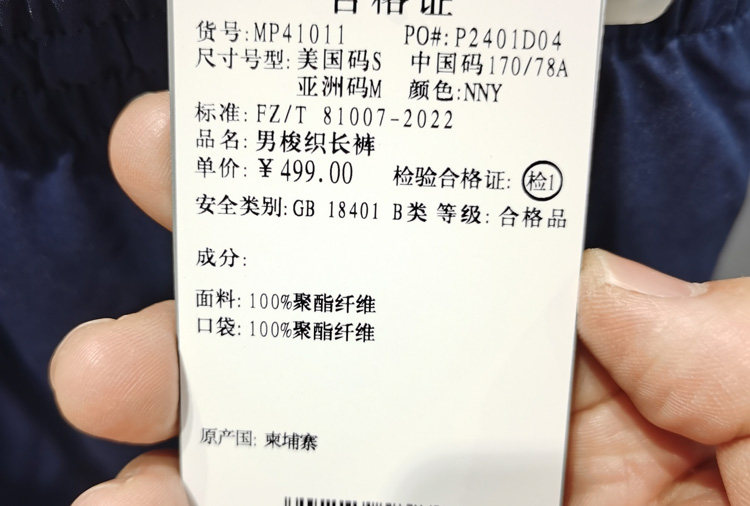 合格证
货号: MP41011 PO#: P2401D04
尺寸号型: 美国码S 中国码170/78A
亚洲码M 颜色:NNY
标准: FZ/T 81007-2022
品名: 男梭织长裤
单价: ¥499.00 检验合格证: 检1
安全类别: GB 18401 B类 等级: 合格品
成分:
面料: 100%聚酯纤维
口袋: 100%聚酯纤维
原产国: 柬埔寨